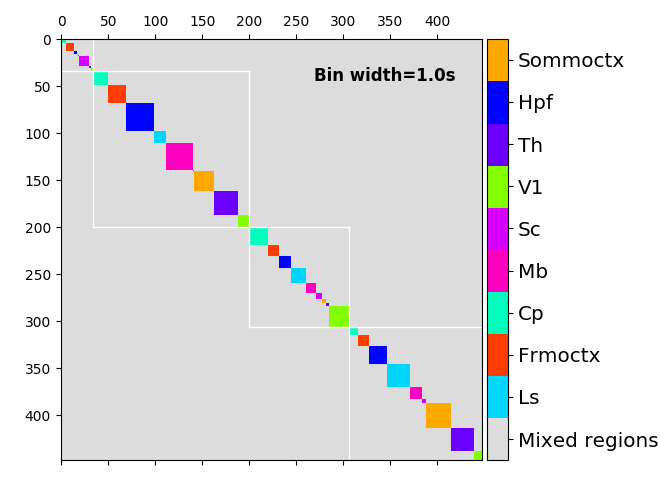 0 50 100 150 200 250 300 350 400
0
50
100
150
200
250
300
350
400
Bin width=1.0s
Sommoctx
Hpf
Th
V1
Sc
Mb
Cp
Frmoctx
Ls
Mixed regions